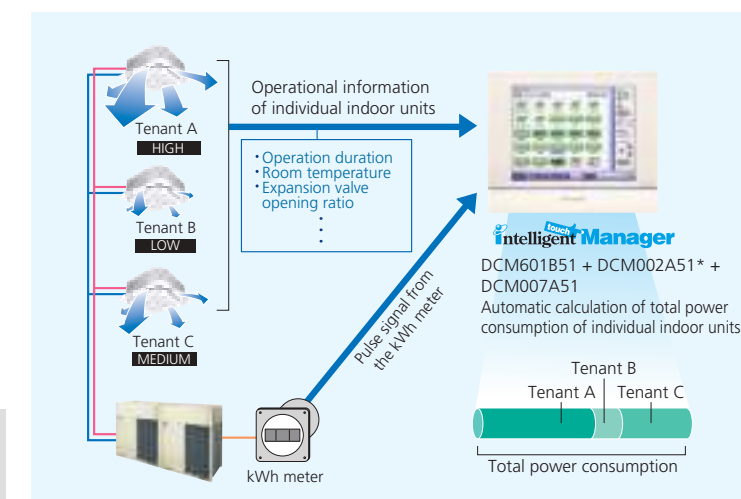 Operational information
of individual indoor units
Tenant A
HIGH
・Operation duration
・Room temperature
・Expansion valve
opening ratio
Tenant B
LOW
Tenant C
MEDIUM
Pulse signal from
the kWh meter
kWh meter
intelligent touch Manager
DCM601B51 + DCM002A51* +
DCM007A51
Automatic calculation of total power
consumption of individual indoor units
Tenant B
Tenant A
Tenant C
Total power consumption